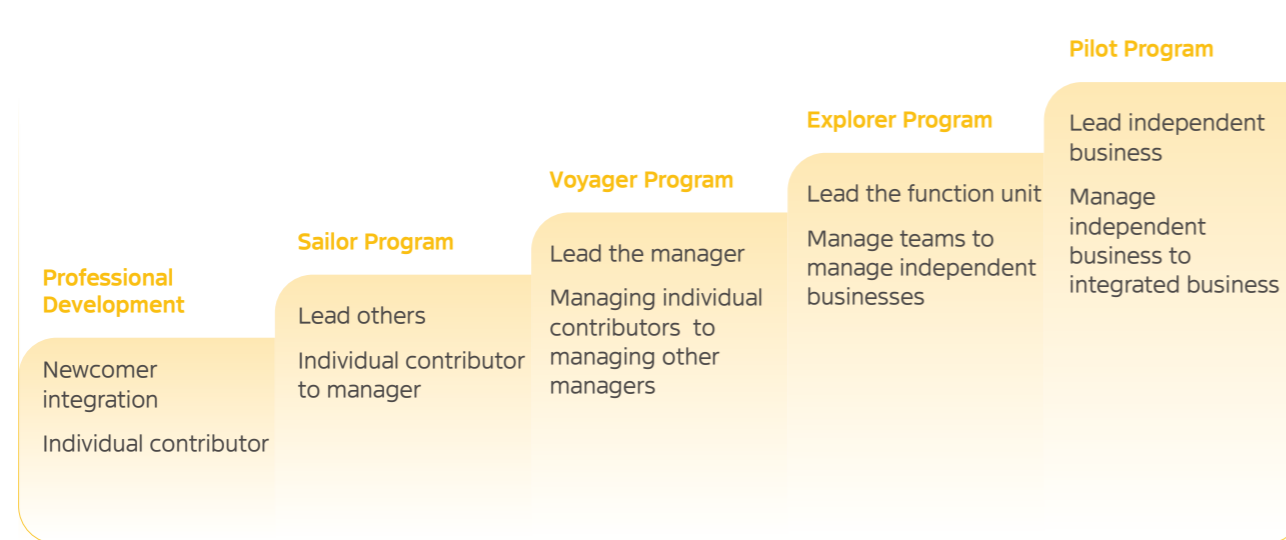 Professional
Development
Newcomer
integration
Individual contributor
Sailor Program
Lead others
Individual contributor
to manager
Voyager Program
Lead the manager
Managing individual
contributors to
managing other
managers
Explorer Program
Lead the function unit
Manage teams to
manage independent
businesses
Pilot Program
Lead independent
business
Manage
independent
business to
integrated business